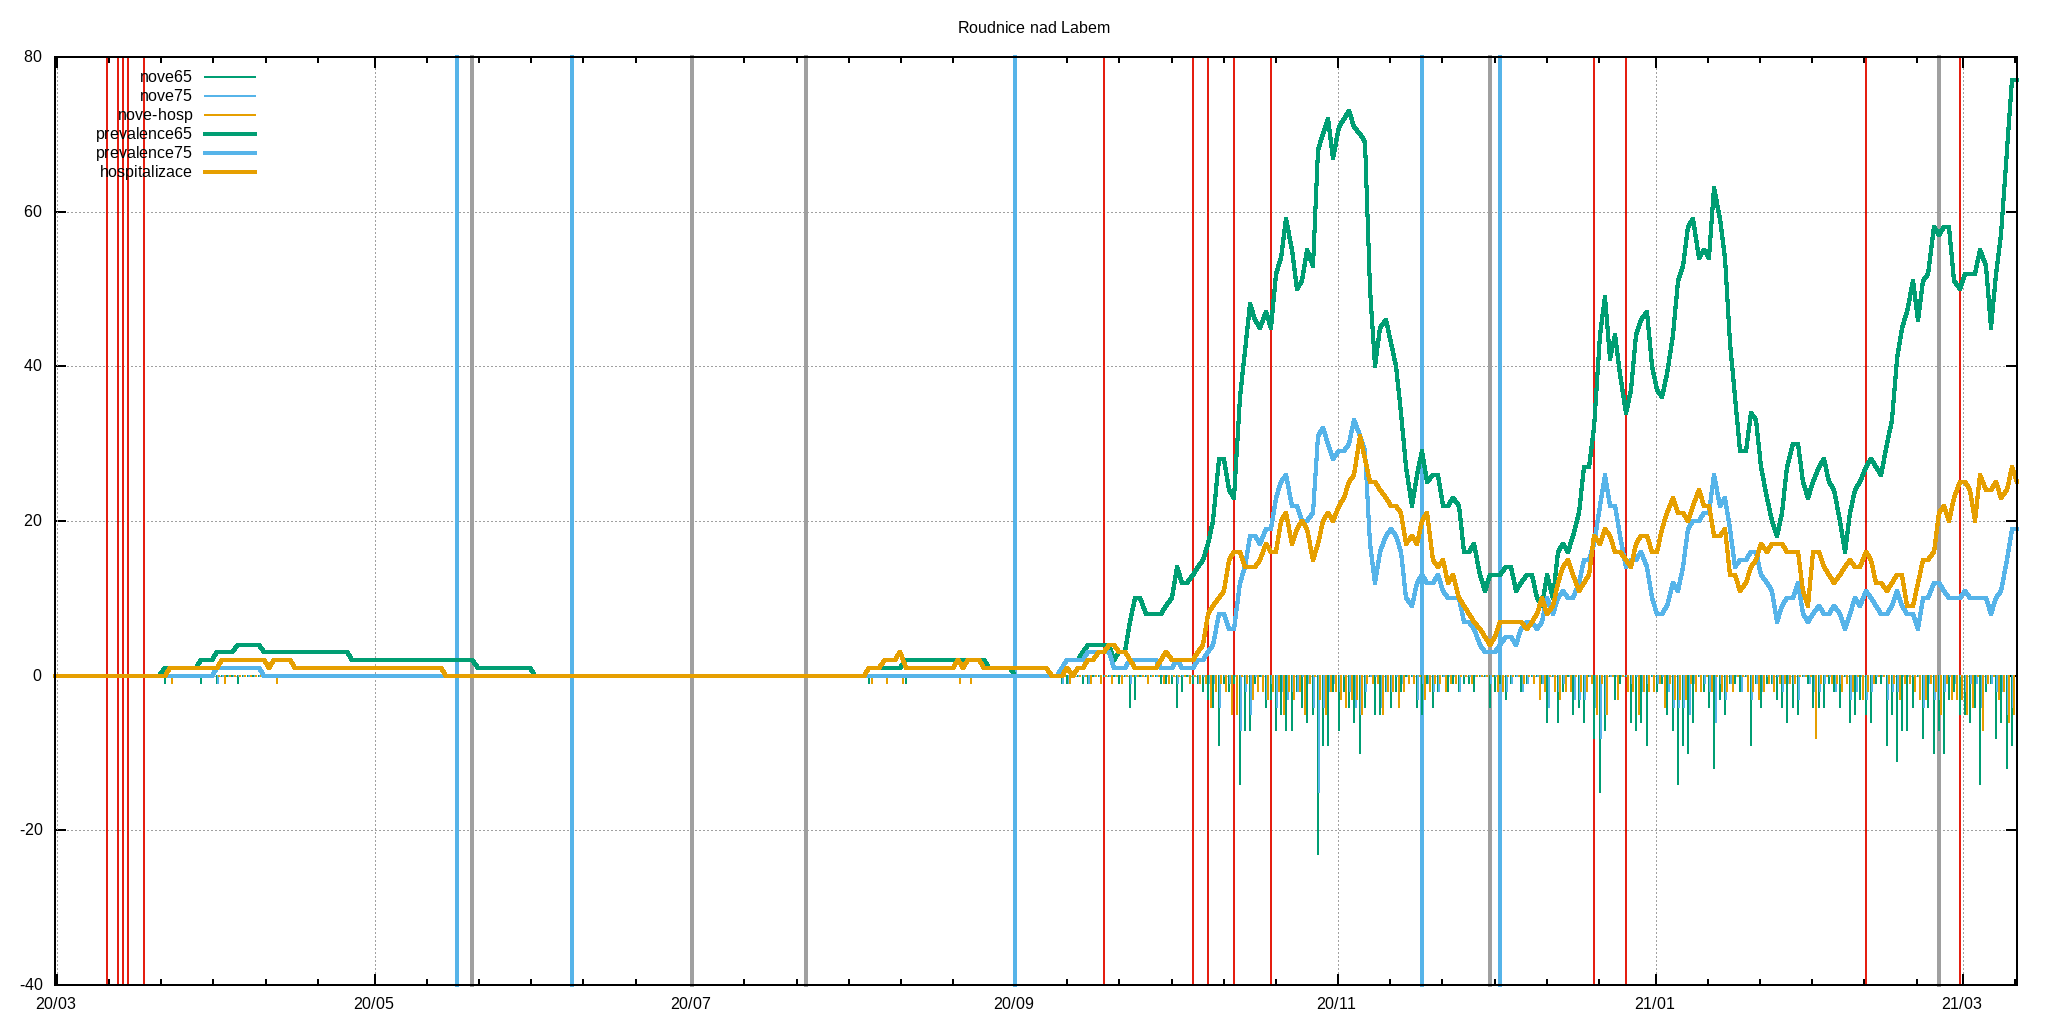 Roudnice nad Labem
80
60
40
20
0
-20
-40
nove65
nove75
nove-hosp
prevalence65
prevalence75
hospitalizace
20/03 20/05 20/07 20/09 20/11 21/01 21/03